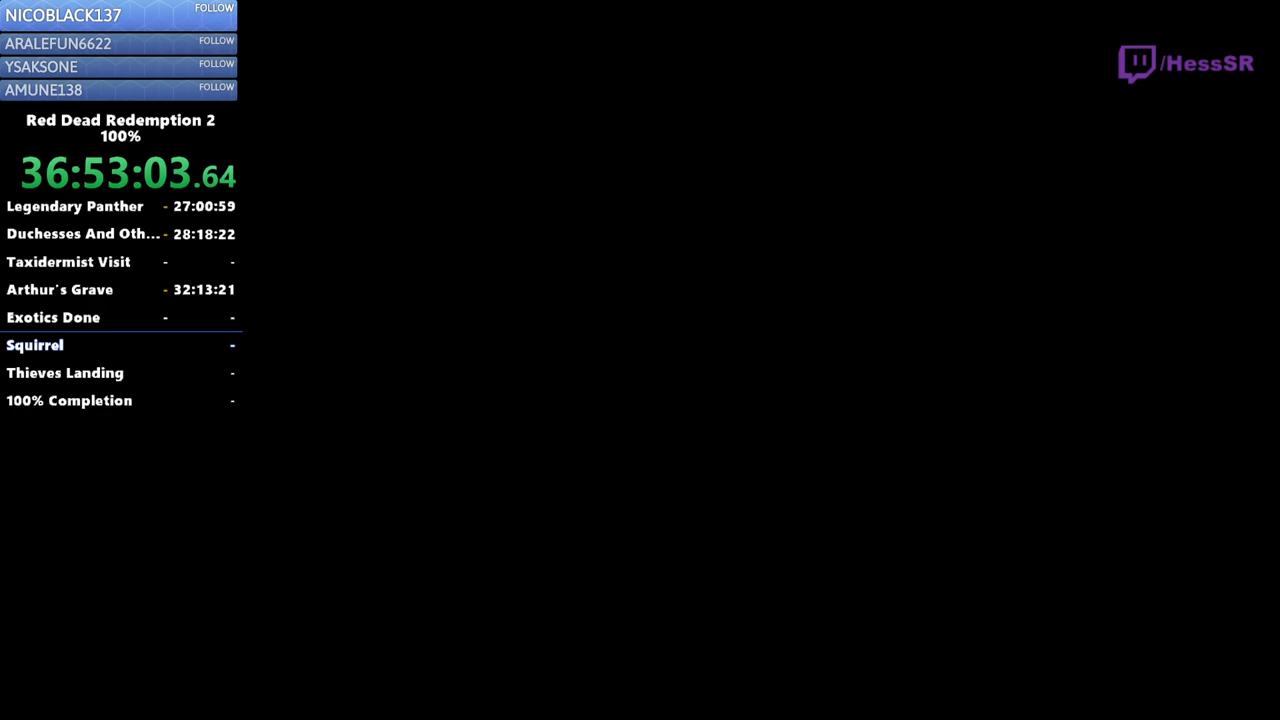 NICOBLACK137 FOLLOW
ARALEFUN6622 FOLLOW
YSAKSONE FOLLOW
AMUNE138 FOLLOW
/HessSR
Red Dead Redemption 2
100%
36:53:03.64
Legendary Panther - 27:00:59
Duchesses And Oth... - 28:18:22
Taxidermist Visit - -
Arthur's Grave - 32:13:21
Exotics Done - -
Squirrel -
Thieves Landing -
100% Completion -